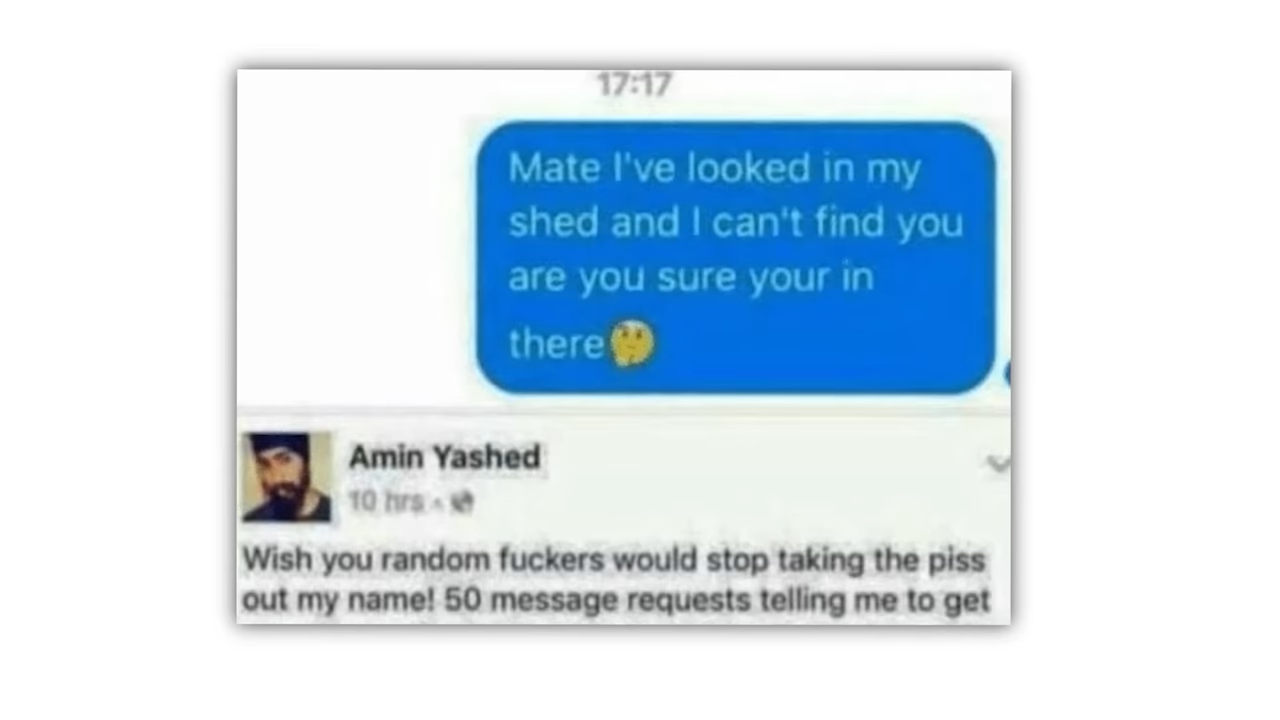 17:17
Mate I've looked in my
shed and I can't find you
are you sure your in
there🤔
Amin Yashed
10 hrs
Wish you random fuckers would stop taking the piss
out my name! 50 message requests telling me to get